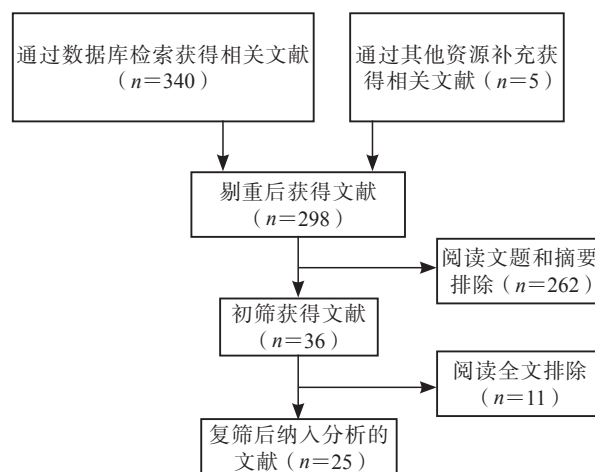 通过数据库检索获得相关文献
（n=340）
通过其他资源补充获
得相关文献（n=5）
剔重后获得文献
（n=298）
阅读文题和摘要
排除（n=262）
初筛获得文献
（n=36）
阅读全文排除
（n=11）
复筛后纳入分析的
文献（n=25）